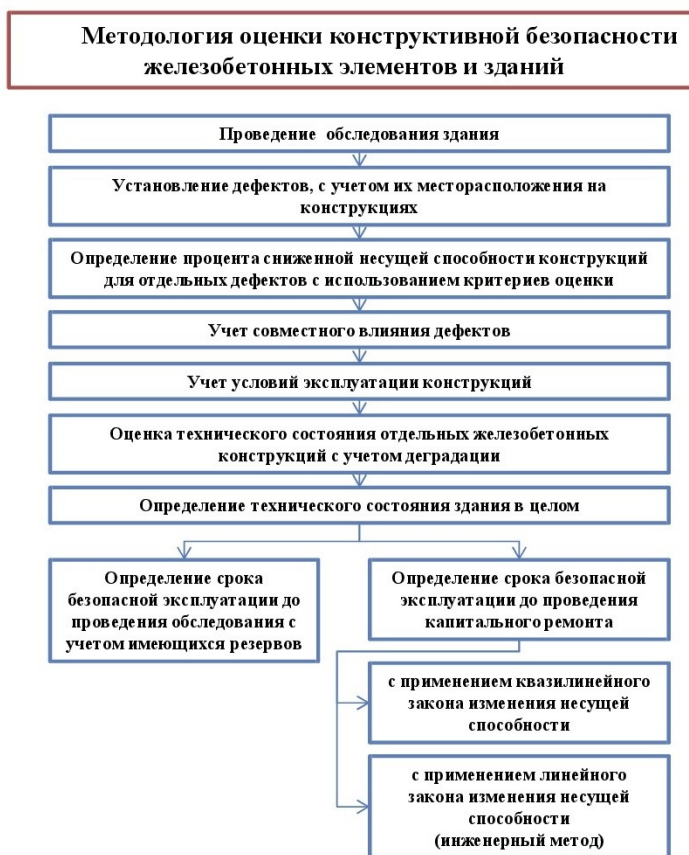 Методология оценки конструктивной безопасности
железобетонных элементов и зданий
Проведение обследования здания
Установление дефектов, с учетом их месторасположения на
конструкциях
Определение процента сниженной несущей способности конструкций
для отдельных дефектов с использованием критериев оценки
Учет совместного влияния дефектов
Учет условий эксплуатации конструкций
Оценка технического состояния отдельных железобетонных
конструкций с учетом деградации
Определение технического состояния здания в целом
Определение срока
безопасной эксплуатации до
проведения обследования с
учетом имеющихся резервов
Определение срока безопасной
эксплуатации до проведения
капитального ремонта
с применением квазилинейного
закона изменения несущей
способности
с применением линейного
закона изменения несущей
способности
(инженерный метод)